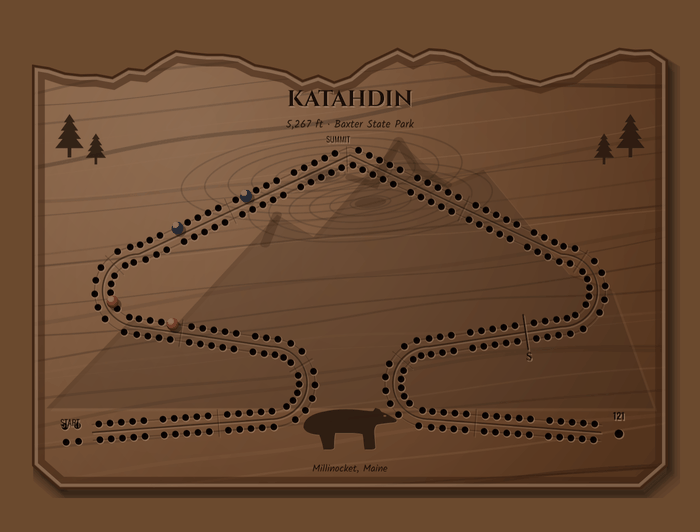 KATAHDIN
5,267 ft · Baxter State Park
SUMMIT
S
START
121
Millinocket, Maine